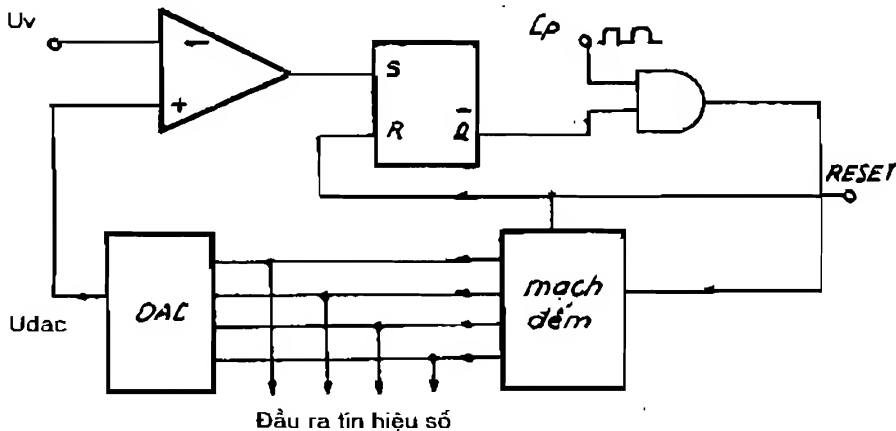 Uv
Cp
S
R
Q
RESET
DAC
mạch
đếm
Udac
Đầu ra tín hiệu số